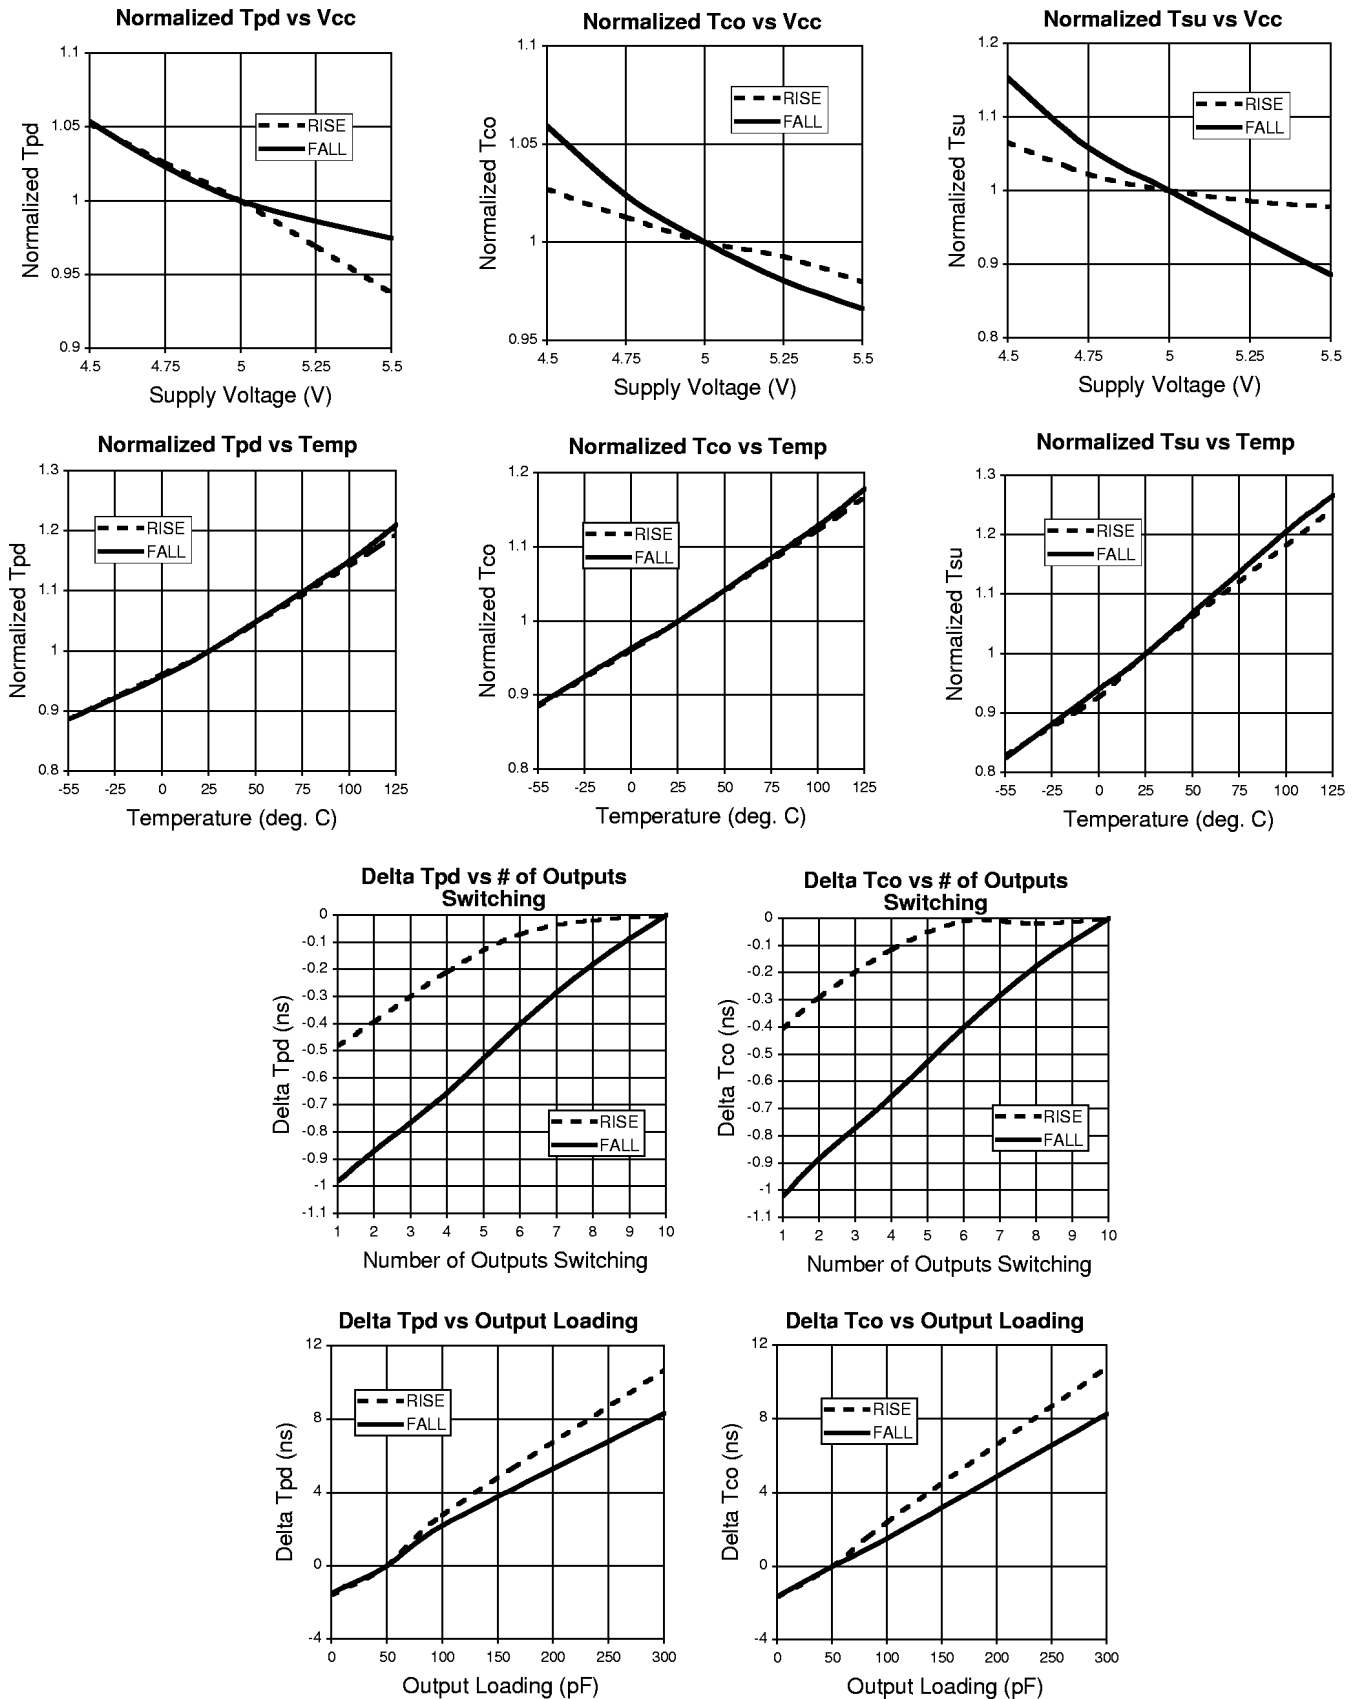 Normalized Tpd vs Vcc
1.1
1.05
1
0.95
0.9
Normalized Tpd
RISE
FALL
4.5 4.75 5 5.25 5.5
Supply Voltage (V)
Normalized Tco vs Vcc
1.1
1.05
1
0.95
Normalized Tco
RISE
FALL
4.5 4.75 5 5.25 5.5
Supply Voltage (V)
Normalized Tsu vs Vcc
1.2
1.1
1
0.9
0.8
Normalized Tsu
RISE
FALL
4.5 4.75 5 5.25 5.5
Supply Voltage (V)
Normalized Tpd vs Temp
1.3
1.2
1.1
1
0.9
0.8
Normalized Tpd
RISE
FALL
-55 -25 0 25 50 75 100 125
Temperature (deg. C)
Normalized Tco vs Temp
1.2
1.1
1
0.9
0.8
Normalized Tco
RISE
FALL
-55 -25 0 25 50 75 100 125
Temperature (deg. C)
Normalized Tsu vs Temp
1.3
1.2
1.1
1
0.9
0.8
Normalized Tsu
RISE
FALL
-55 -25 0 25 50 75 100 125
Temperature (deg. C)
Delta Tpd vs # of Outputs
Switching
0
-0.1
-0.2
-0.3
-0.4
-0.5
-0.6
-0.7
-0.8
-0.9
-1
-1.1
Delta Tpd (ns)
RISE
FALL
1 2 3 4 5 6 7 8 9 10
Number of Outputs Switching
Delta Tco vs # of Outputs
Switching
0
-0.1
-0.2
-0.3
-0.4
-0.5
-0.6
-0.7
-0.8
-0.9
-1
-1.1
Delta Tco (ns)
RISE
FALL
1 2 3 4 5 6 7 8 9 10
Number of Outputs Switching
Delta Tpd vs Output Loading
12
8
4
0
-4
Delta Tpd (ns)
RISE
FALL
0 50 100 150 200 250 300
Output Loading (pF)
Delta Tco vs Output Loading
12
8
4
0
-4
Delta Tco (ns)
RISE
FALL
0 50 100 150 200 250 300
Output Loading (pF)